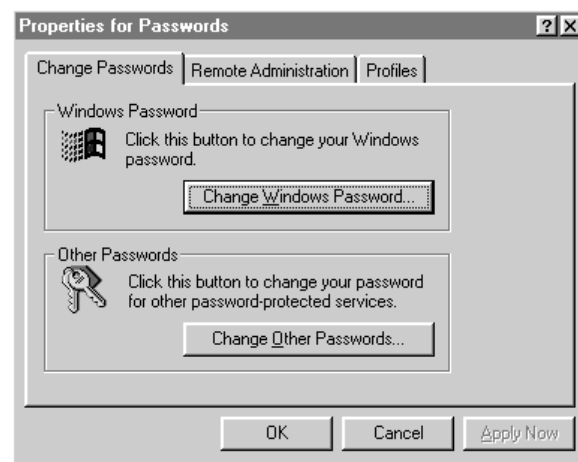 Properties for Passwords
Change Passwords Remote Administration Profiles
Windows Password
Click this button to change your Windows
password.
Change Windows Password...
Other Passwords
Click this button to change your password
for other password-protected services.
Change Other Passwords...
OK Cancel Apply Now